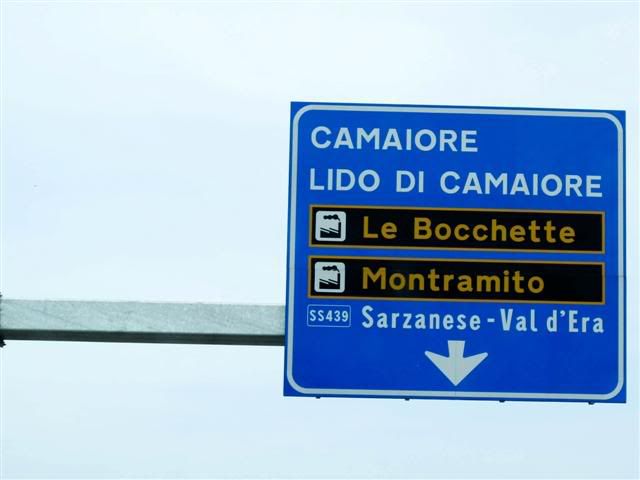 CAMAIORE
LIDO DI CAMAIORE
Le Bocchette
Montramito
SS439 Sarzanese - Val d'Era